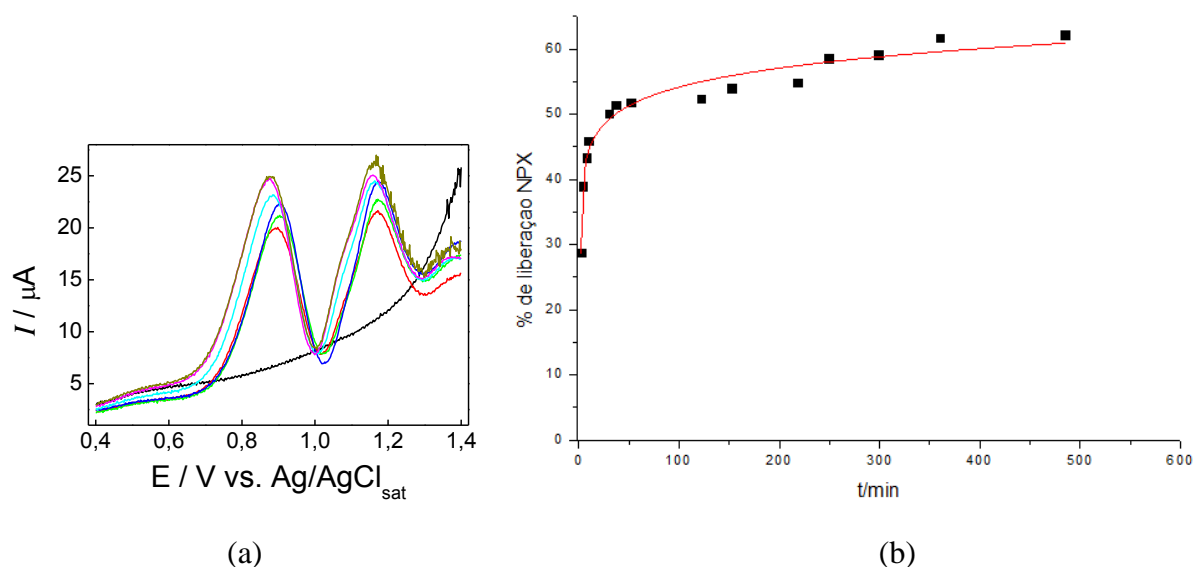 I / μA
25
20
15
10
5
0,4 0,6 0,8 1,0 1,2 1,4
E / V vs. Ag/AgCl_sat
(a)
% de liberaçao NPX
60
50
40
30
20
10
0
0 100 200 300 400 500 600
t/min
(b)